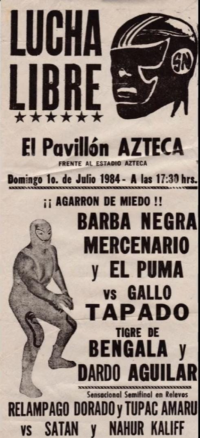 LUCHA
LIBRE
SN
El Pavillón AZTECA
FRENTE AL ESTADIO AZTECA
Domingo 1o. de Julio 1984 - A las 17:30 hrs.
¡¡ AGARRON DE MIEDO !!
BARBA NEGRA
MERCENARIO
y EL PUMA
vs GALLO
TAPADO
TIGRE DE
BENGALA y
DARDO AGUILAR
Sensacional Semifinal en Relevos
RELAMPAGO DORADO y TUPAC AMARU
vs SATAN y NAHUR KALIFF